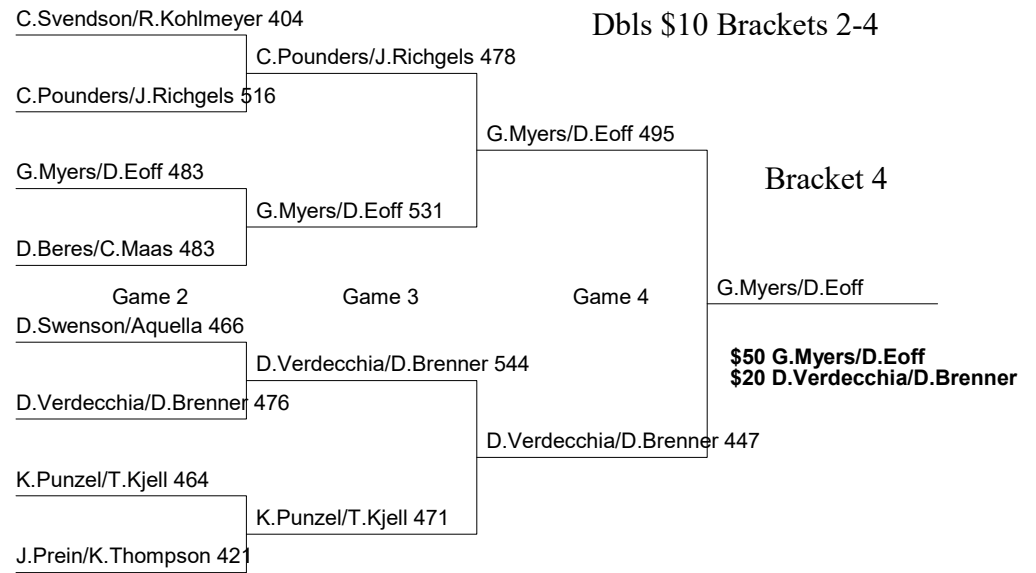 C.Svendson/R.Kohlmeyer 404
Dbls $10 Brackets 2-4
C.Pounders/J.Richgels 478
C.Pounders/J.Richgels 516
G.Myers/D.Eoff 495
G.Myers/D.Eoff 483
Bracket 4
G.Myers/D.Eoff 531
D.Beres/C.Maas 483
Game 2
Game 3
Game 4
G.Myers/D.Eoff
D.Swenson/Aquella 466
D.Verdecchia/D.Brenner 544
$50 G.Myers/D.Eoff
$20 D.Verdecchia/D.Brenner
D.Verdecchia/D.Brenner 476
D.Verdecchia/D.Brenner 447
K.Punzel/T.Kjell 464
K.Punzel/T.Kjell 471
J.Prein/K.Thompson 421